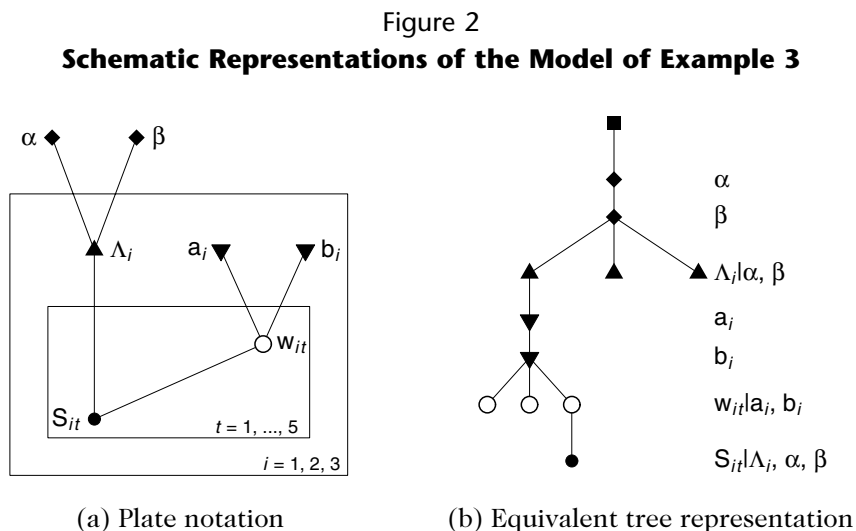 Figure 2
Schematic Representations of the Model of Example 3
α
β
Λi
ai
bi
wit
Sit
t = 1, ..., 5
i = 1, 2, 3
(a) Plate notation
α
β
Λi|α, β
ai
bi
wit|ai, bi
Sit|Λi, α, β
(b) Equivalent tree representation